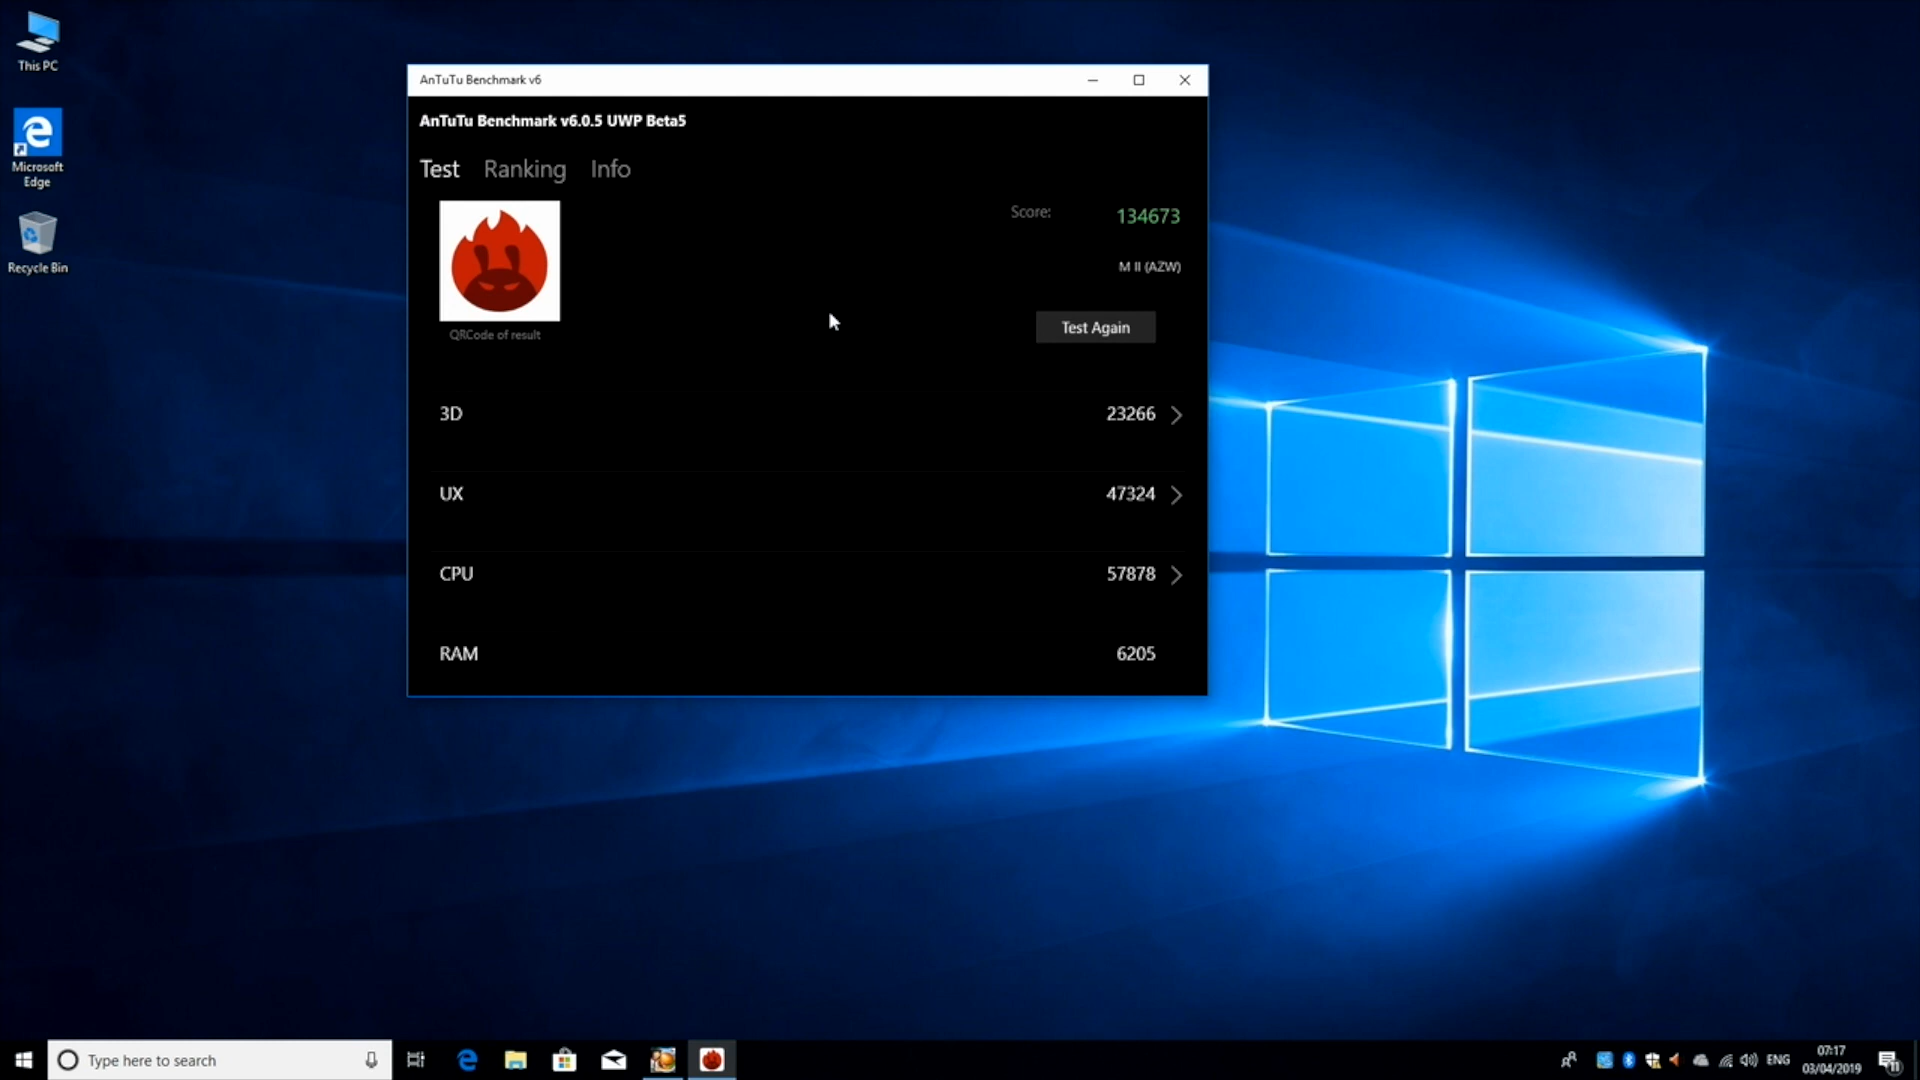 This PC
Microsoft
Edge
Recycle Bin
AnTuTu Benchmark v6
AnTuTu Benchmark v6.0.5 UWP Beta5
Test Ranking Info
Score: 134673
M II (AZW)
QRCode of result
Test Again
3D 23266
UX 47324
CPU 57878
RAM 6205
Type here to search
ENG
07:17
03/04/2019
11